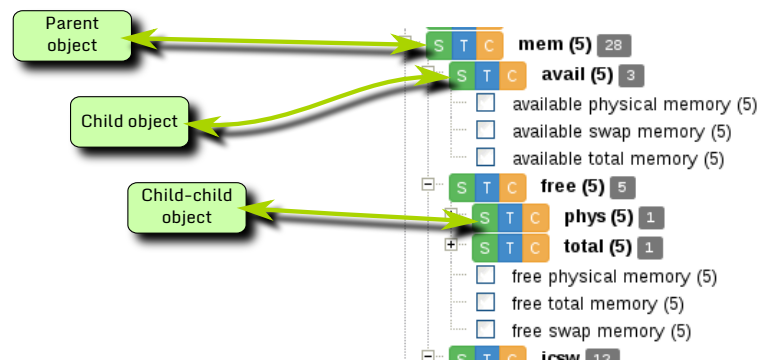 Parent
object
S T C mem (5) 28
S T C avail (5) 3
Child object
available physical memory (5)
available swap memory (5)
available total memory (5)
Child-child
object
S T C free (5) 5
S T C phys (5) 1
S T C total (5) 1
free physical memory (5)
free total memory (5)
free swap memory (5)
S T C icsw 12